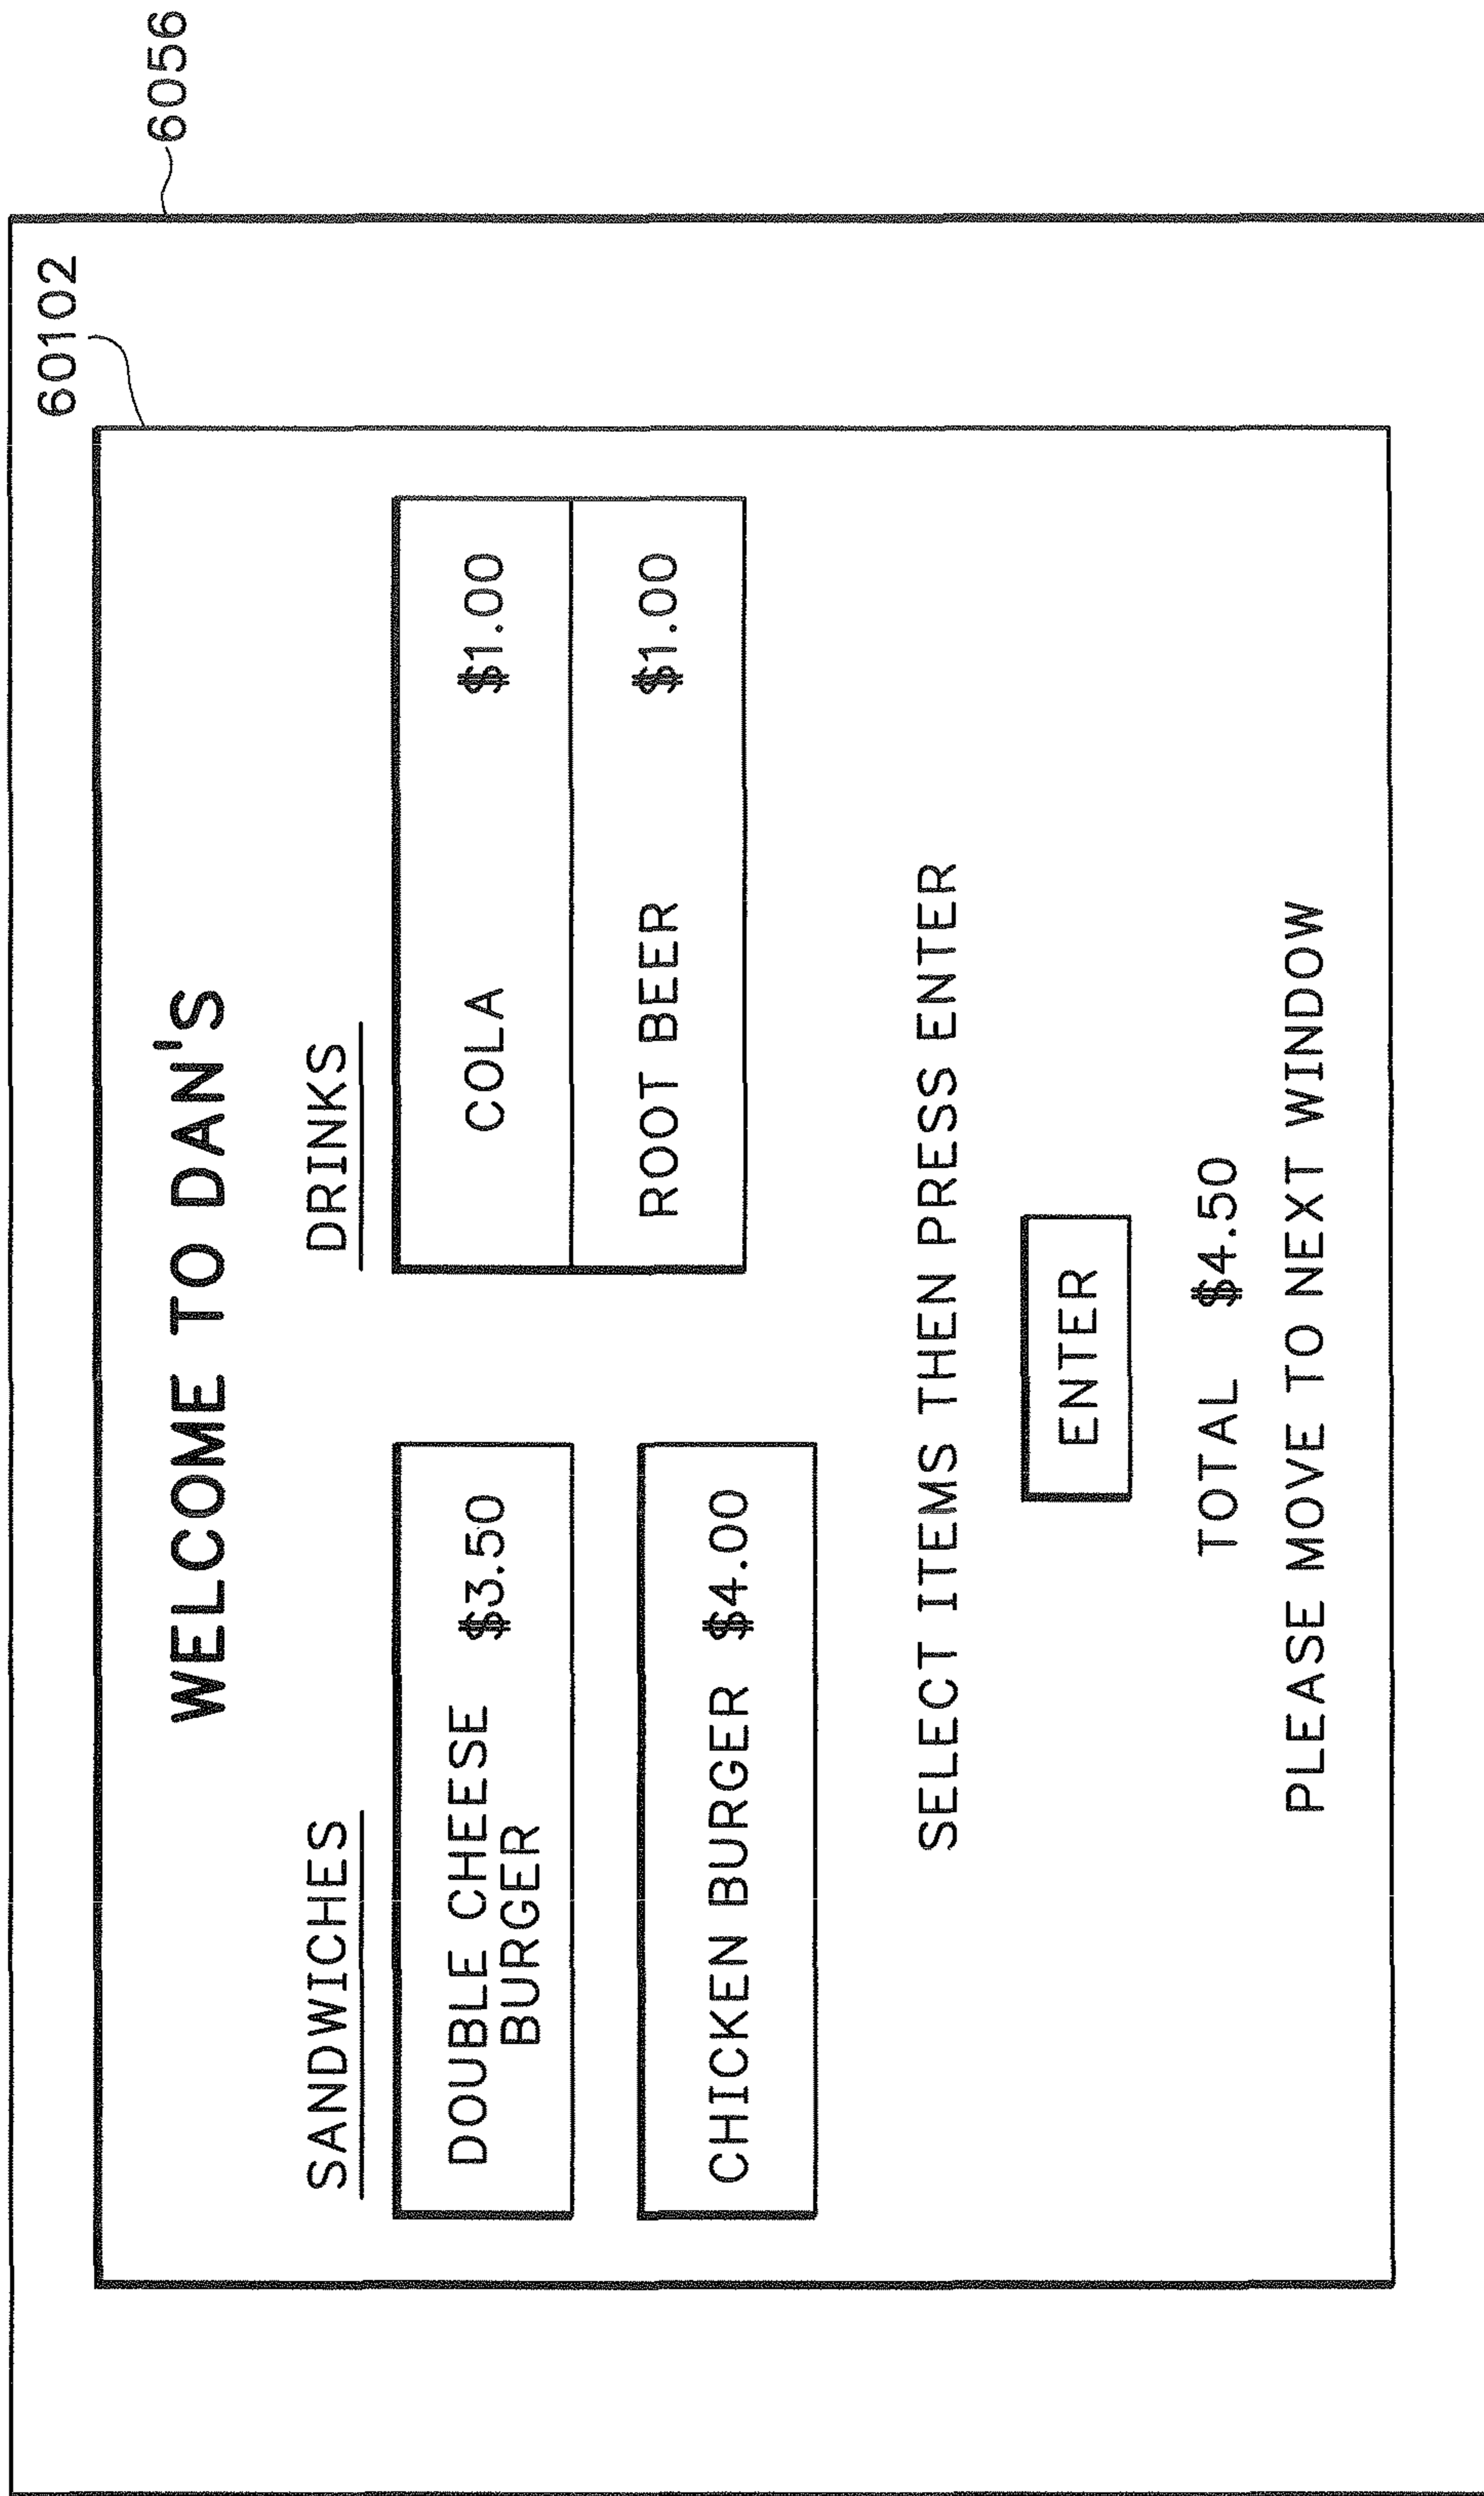 6056
60102
WELCOME TO DAN'S
SANDWICHES
DOUBLE CHEESE BURGER $3.50
CHICKEN BURGER $4.00
DRINKS
COLA $1.00
ROOT BEER $1.00
SELECT ITEMS THEN PRESS ENTER
ENTER
TOTAL $4.50
PLEASE MOVE TO NEXT WINDOW